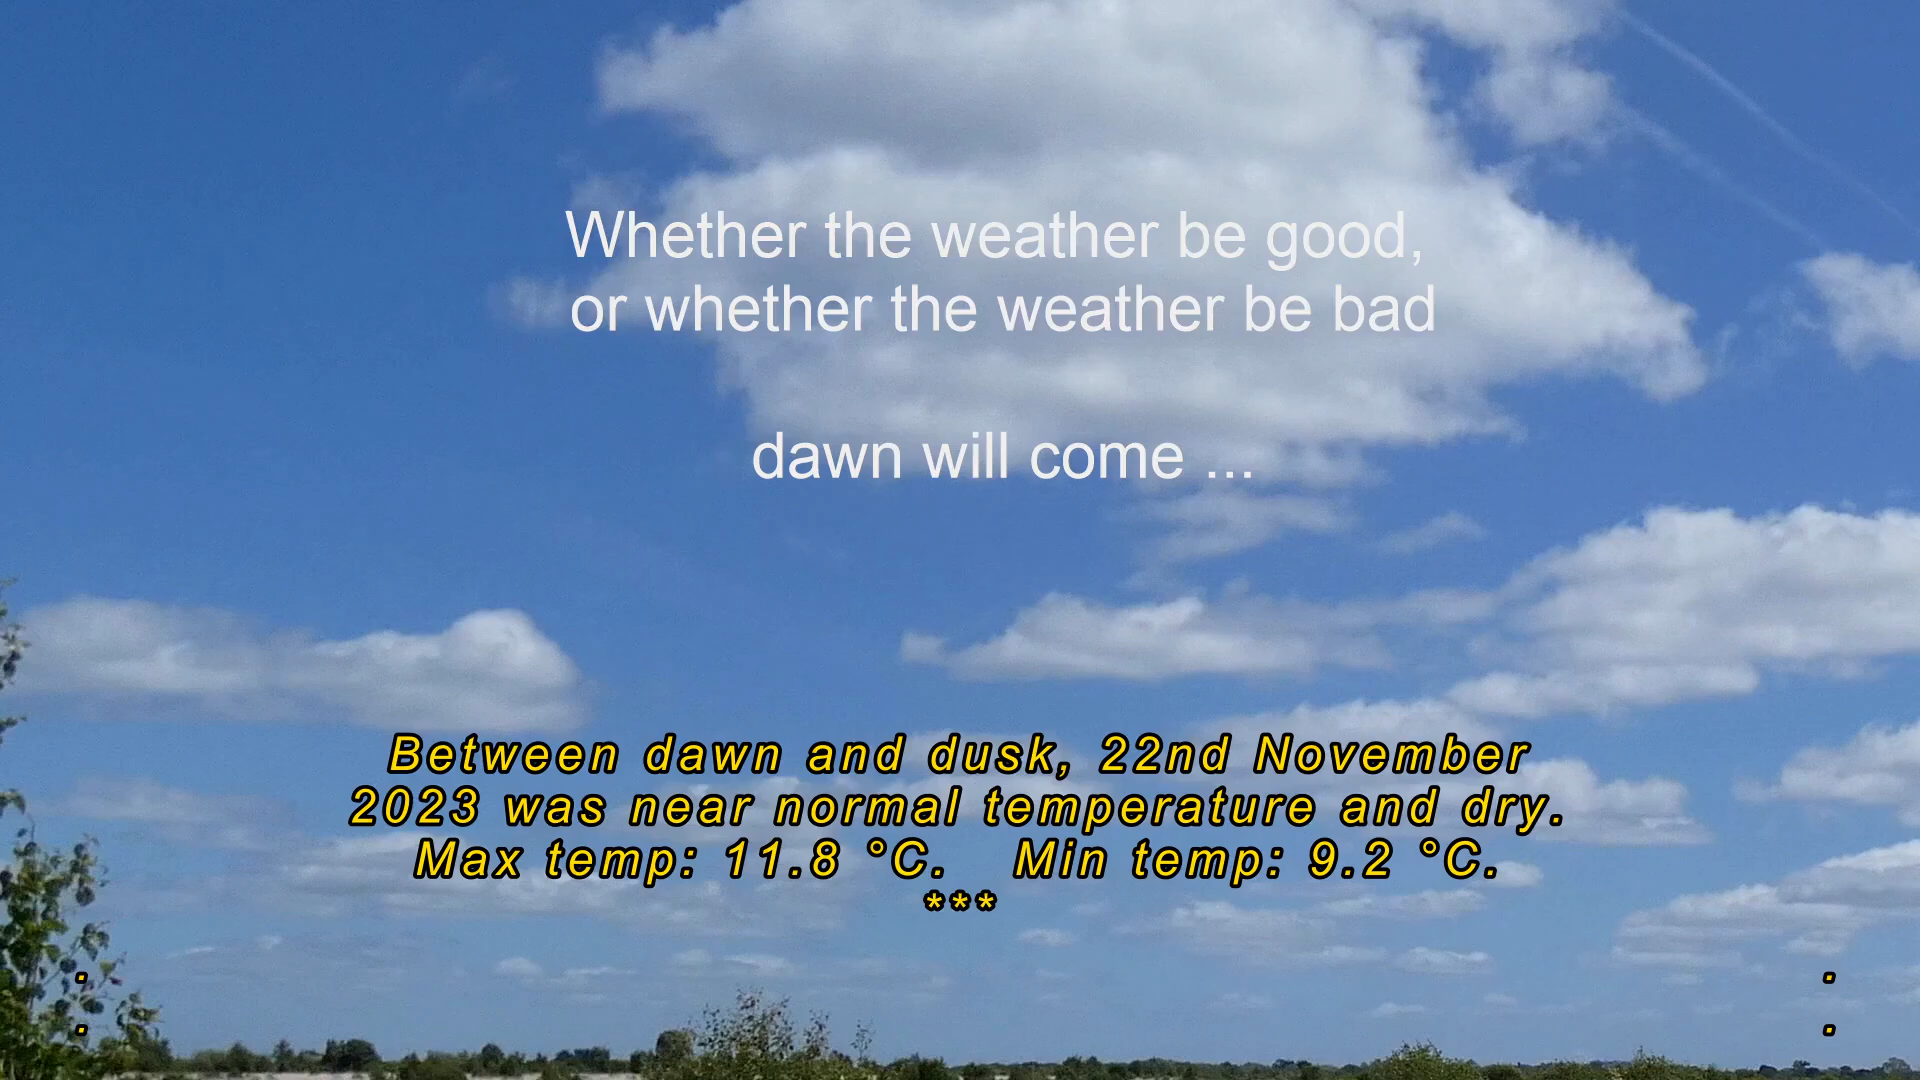 Whether the weather be good,
or whether the weather be bad
dawn will come ...
Between dawn and dusk, 22nd November
2023 was near normal temperature and dry.
Max temp: 11.8 °C.   Min temp: 9.2 °C.
***
. .
. .